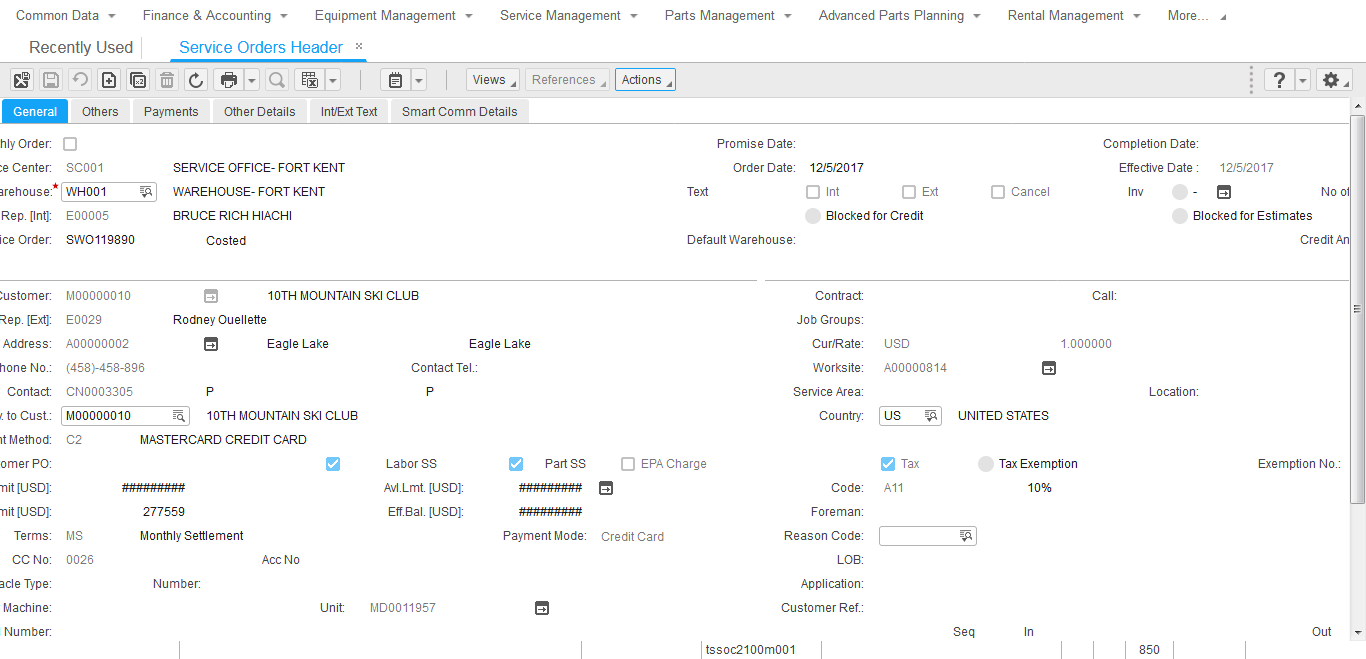 Common Data Finance & Accounting Equipment Management Service Management Parts Management Advanced Parts Planning Rental Management More...
Recently Used Service Orders Header ×
Views References Actions ?
General Others Payments Other Details Int/Ext Text Smart Comm Details
hly Order: Promise Date: Completion Date:
ce Center: SC001 SERVICE OFFICE- FORT KENT Order Date: 12/5/2017 Effective Date : 12/5/2017
arehouse:* WH001 WAREHOUSE- FORT KENT Text Int Ext Cancel Inv - No of
Rep. [Int]: E00005 BRUCE RICH HIACHI Blocked for Credit Blocked for Estimates
ice Order: SWO119890 Costed Default Warehouse: Credit An
Customer: M00000010 10TH MOUNTAIN SKI CLUB Contract: Call:
Rep. [Ext]: E0029 Rodney Ouellette Job Groups:
Address: A00000002 Eagle Lake Eagle Lake Cur/Rate: USD 1.000000
hone No.: (458)-458-896 Contact Tel.: Worksite: A00000814
Contact: CN0003305 P P Service Area: Location:
. to Cust.: M00000010 10TH MOUNTAIN SKI CLUB Country: US UNITED STATES
nt Method: C2 MASTERCARD CREDIT CARD
omer PO: Labor SS Part SS EPA Charge Tax Tax Exemption Exemption No.:
mit [USD]: ######### Avl.Lmt. [USD]: ######### Code: A11 10%
mit [USD]: 277559 Eff.Bal. [USD]: ######### Foreman:
Terms: MS Monthly Settlement Payment Mode: Credit Card Reason Code:
CC No: 0026 Acc No LOB:
acle Type: Number: Application:
Machine: Unit: MD0011957 Customer Ref.:
l Number: Seq In Out
tssoc2100m001 850